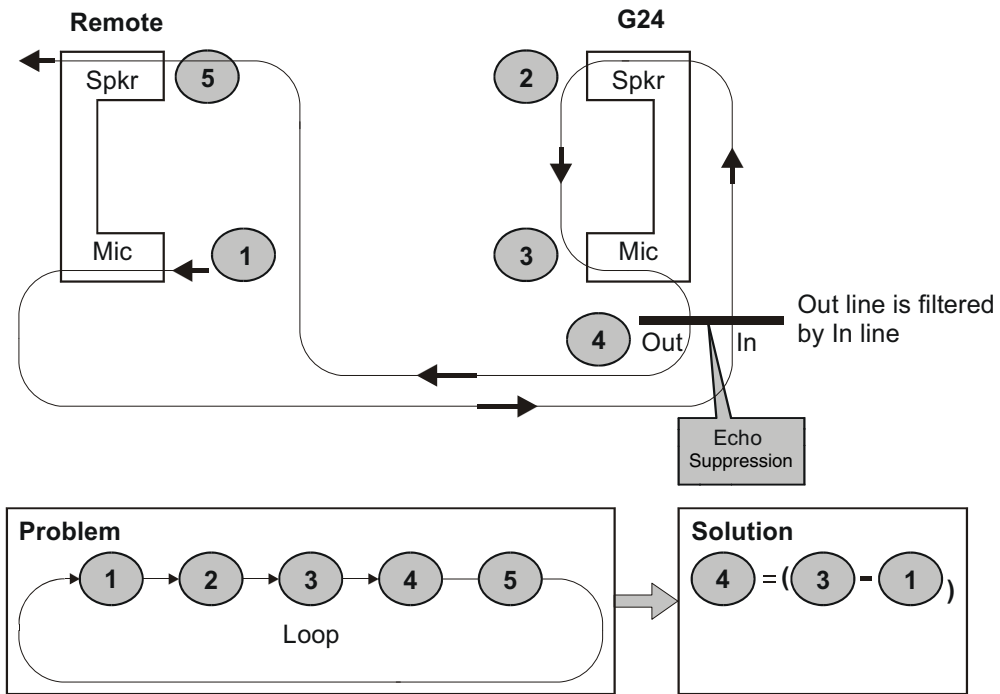 Remote
G24
Spkr
5
2
Spkr
Mic
1
3
Mic
4
Out
In
Out line is filtered
by In line
Echo
Suppression
Problem
1 2 3 4 5
Loop
Solution
4 = ( 3 - 1 )